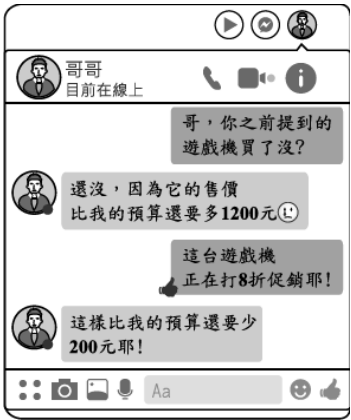 哥哥
目前在線上
哥，你之前提到的
遊戲機買了沒?
還沒，因為它的售價
比我的預算還要多1200元
這台遊戲機
正在打8折促銷耶!
這樣比我的預算還要少
200元耶!
Aa